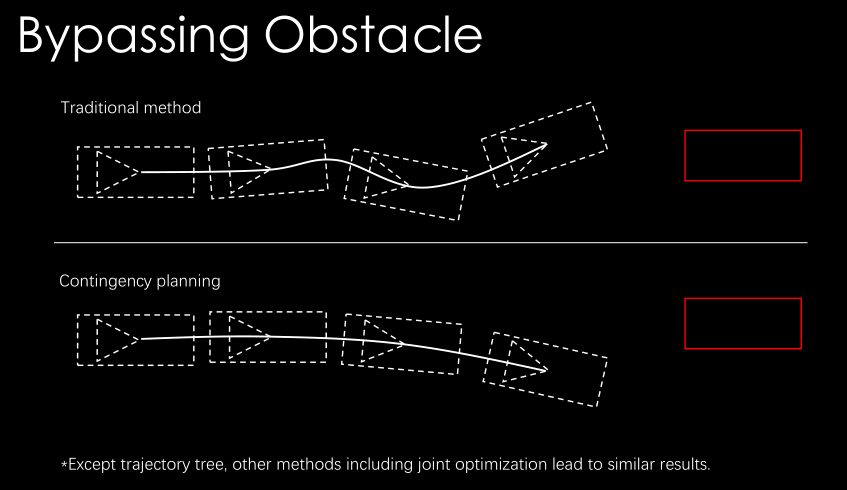 Bypassing Obstacle
Traditional method
Contingency planning
*Except trajectory tree, other methods including joint optimization lead to similar results.